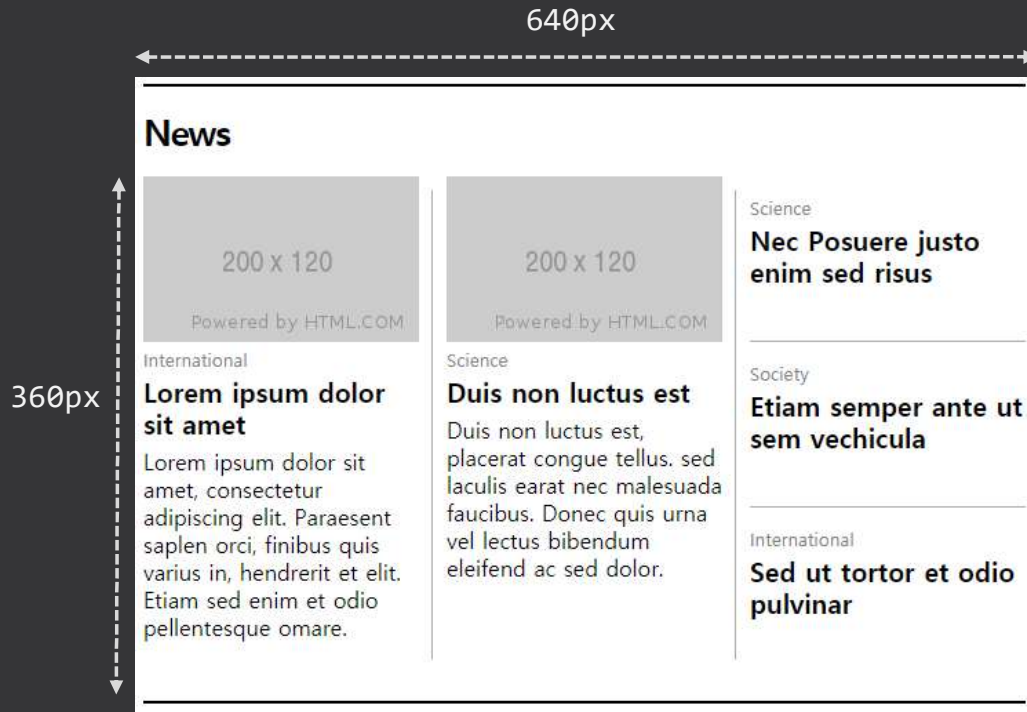 640px
360px
News
200 x 120
Powered by HTML.COM
International
Lorem ipsum dolor
sit amet
Lorem ipsum dolor sit
amet, consectetur
adipiscing elit. Paraesent
saplen orci, finibus quis
varius in, hendrerit et elit.
Etiam sed enim et odio
pellentesque omare.
200 x 120
Powered by HTML.COM
Science
Duis non luctus est
Duis non luctus est,
placerat congue tellus. sed
laculis earat nec malesuada
faucibus. Donec quis urna
vel lectus bibendum
eleifend ac sed dolor.
Science
Nec Posuere justo
enim sed risus
Society
Etiam semper ante ut
sem vechicula
International
Sed ut tortor et odio
pulvinar